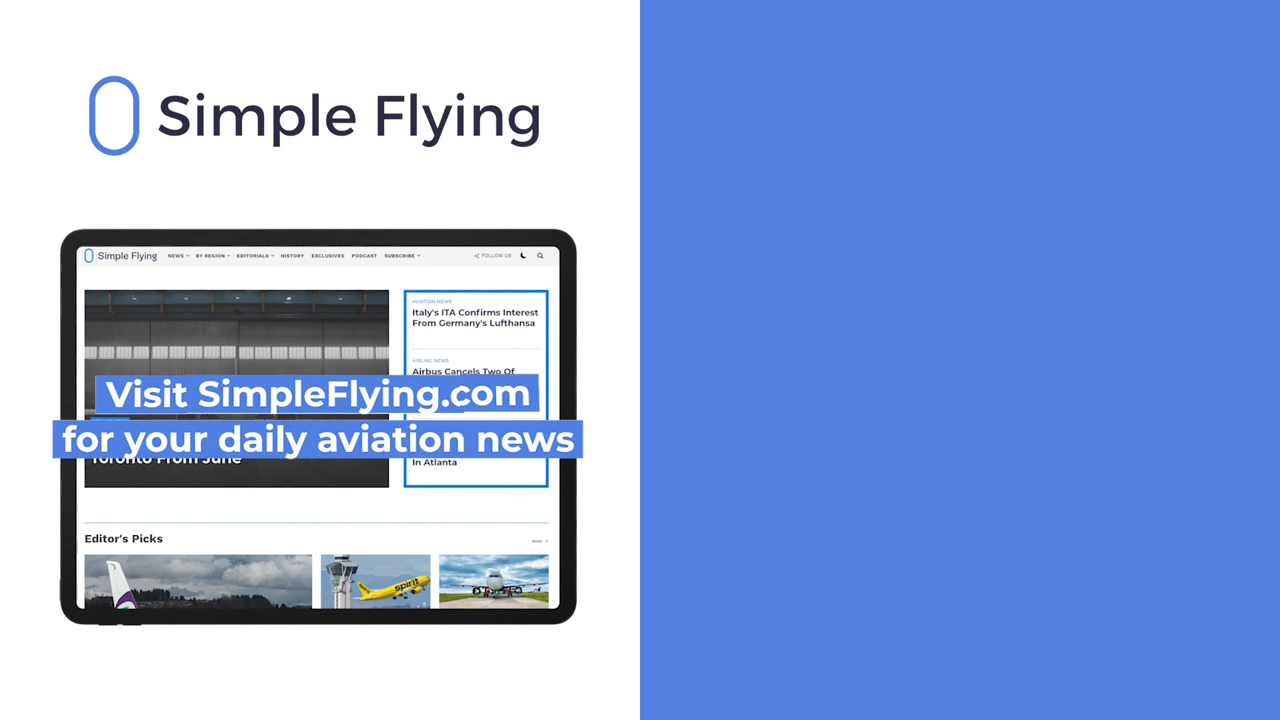 Simple Flying
Simple Flying
NEWS
BY REGION
EDITORIALS
HISTORY
EXCLUSIVES
PODCAST
SUBSCRIBE
FOLLOW US
AVIATION NEWS
Italy's ITA Confirms Interest
From Germany's Lufthansa
AIRLINE NEWS
Airbus Cancels Two Of
Visit SimpleFlying.com
for your daily aviation news
Toronto From June
In Atlanta
Editor's Picks
MORE
spirit